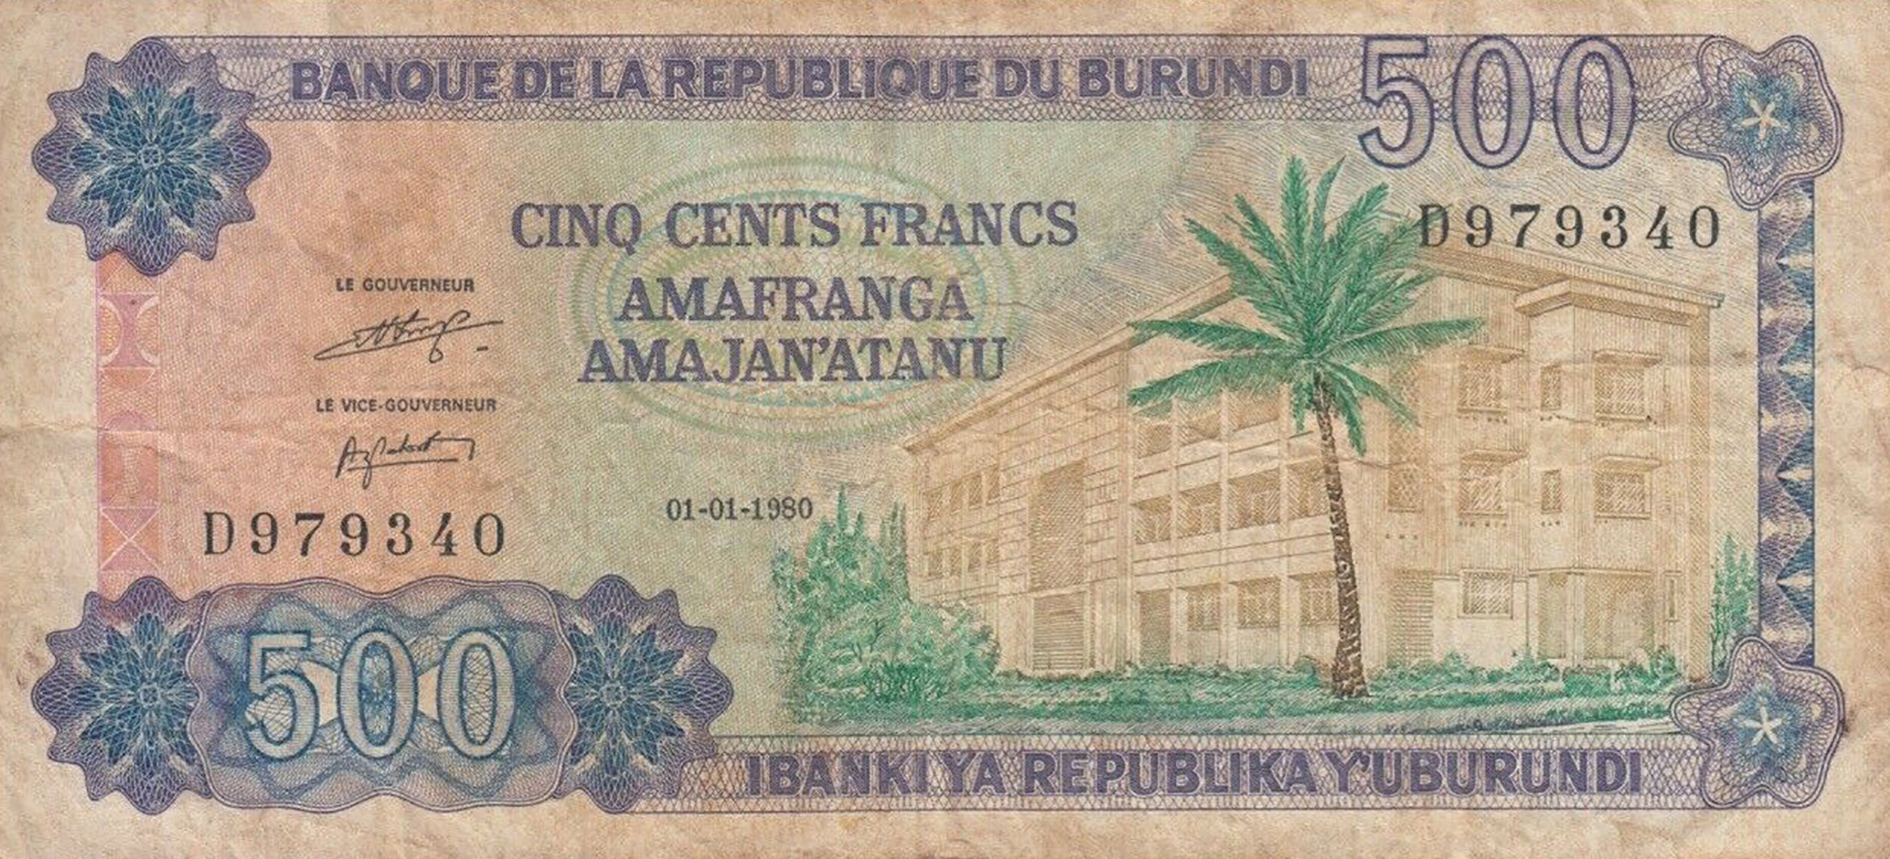 BANQUE DE LA REPUBLIQUE DU BURUNDI
500
D979340
CINQ CENTS FRANCS
AMAFRANGA
AMAJAN'ATANU
LE GOUVERNEUR
LE VICE-GOUVERNEUR
01-01-1980
D979340
500
IBANKI YA REPUBLIKA Y'UBURUNDI